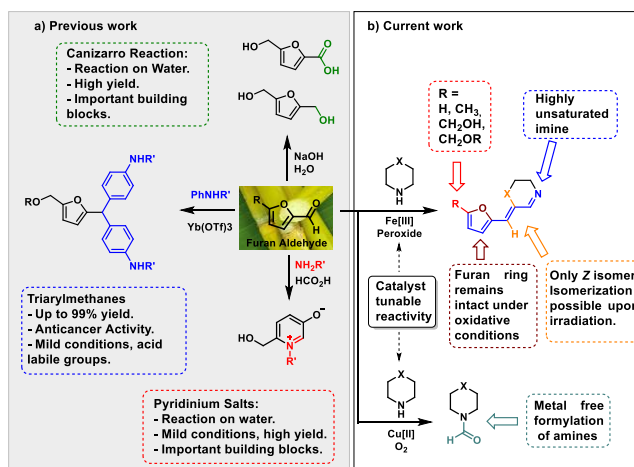 a) Previous work
Canizarro Reaction:
- Reaction on Water.
- High yield.
- Important building
blocks.
HO
O
O
OH
HO
O
OH
NaOH
H2O
NHR'
RO
O
NHR'
PhNHR'
Yb(OTf)3
R
O
O
H
Furan Aldehyde
NH2R'
HCO2H
Triarylmethanes
- Up to 99% yield.
- Anticancer Activity.
- Mild conditions, acid
labile groups.
O-
HO
N+
R'
Pyridinium Salts:
- Reaction on water.
- Mild conditions, high yield.
- Important building blocks.
b) Current work
R =
H, CH3,
CH2OH,
CH2OR
Highly
unsaturated
imine
X
N
H
Fe[III]
Peroxide
R
O
X
N
H
Catalyst
tunable
reactivity
Furan ring
remains
intact under
oxidative
conditions
Only Z isomer
Isomerization
possible upon
irradiation.
X
N
H
Cu[II]
O2
X
N
H
O
Metal free
formylation
of amines